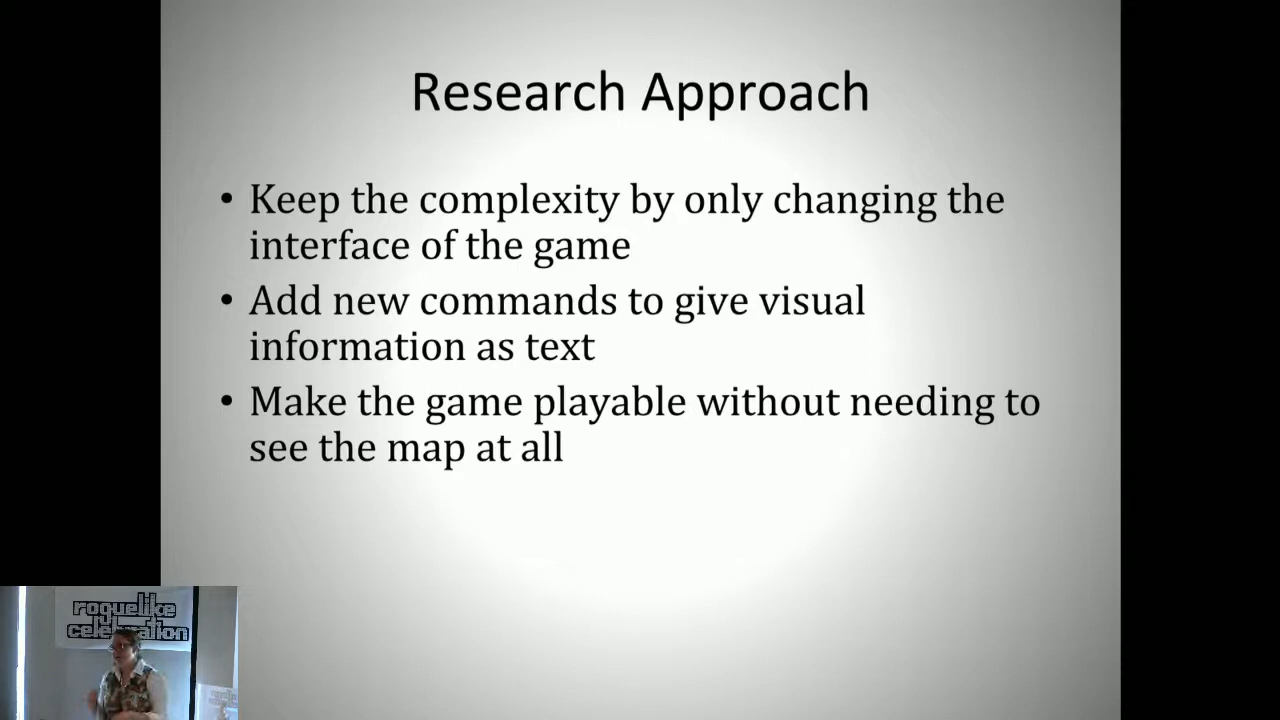 Research Approach
• Keep the complexity by only changing the
interface of the game
• Add new commands to give visual
information as text
• Make the game playable without needing to
see the map at all
roguelike
celebration